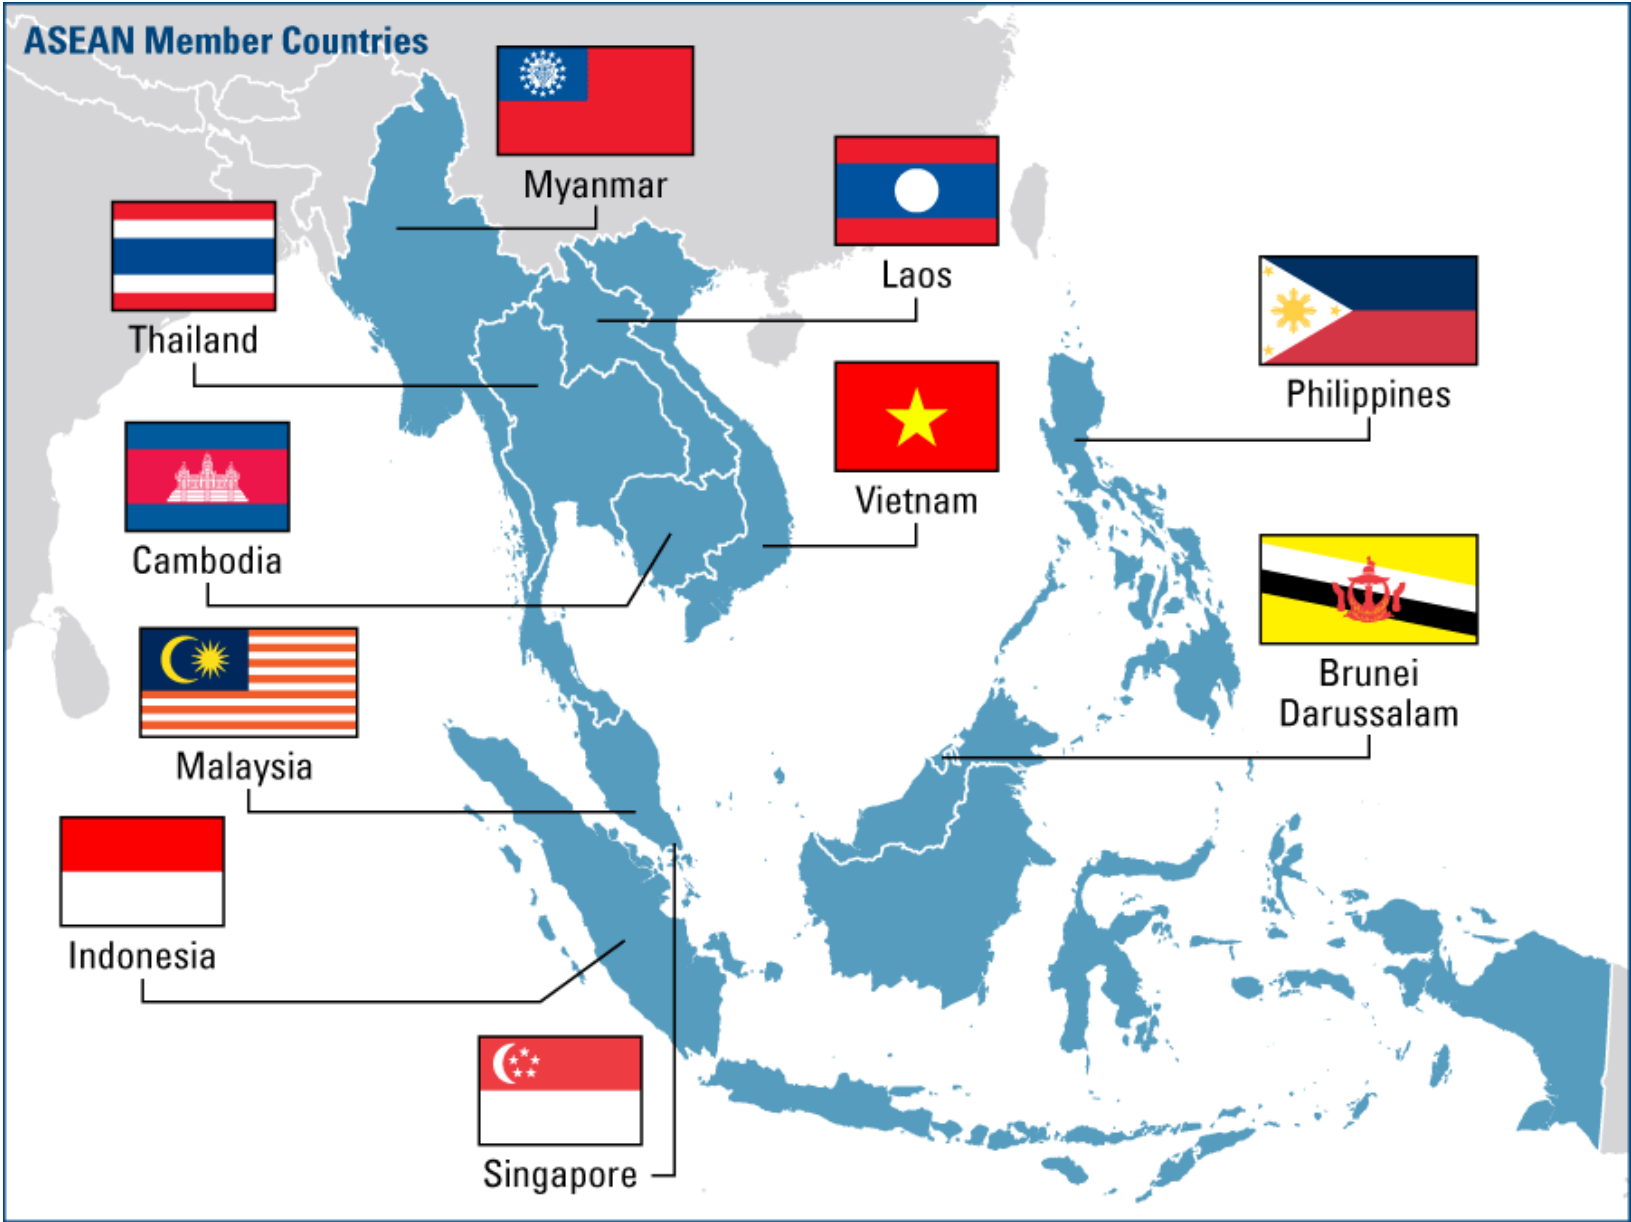 ASEAN Member Countries
Myanmar
Laos
Thailand
Philippines
Vietnam
Cambodia
Brunei
Darussalam
Malaysia
Indonesia
Singapore